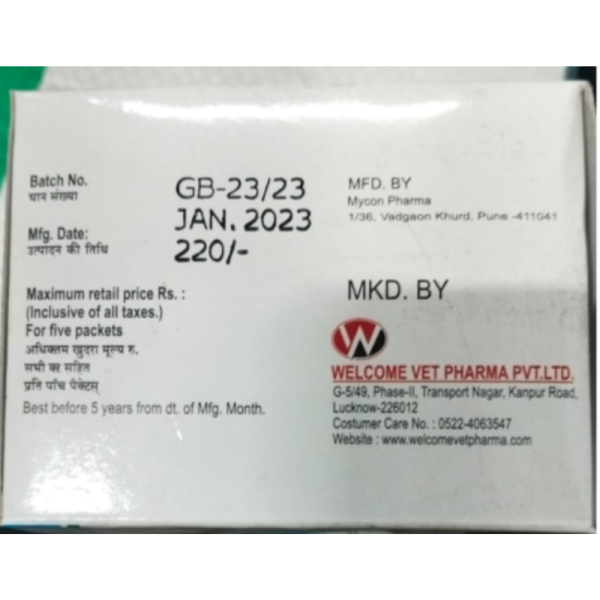 Batch No.
घान संख्या
Mfg. Date:
उत्पादन की तिथि
GB-23/23
JAN. 2023
220/-
Maximum retail price Rs. :
(Inclusive of all taxes.)
For five packets
अधिकतम खुदरा मूल्य रु.
सभी कर सहित
प्रति पाँच पैकेट्स
Best before 5 years from dt. of Mfg. Month.
MFD. BY
Mycon Pharma
1/36, Vadgaon Khurd, Pune -411041
MKD. BY
W
WELCOME VET PHARMA PVT.LTD.
G-5/49, Phase-II, Transport Nagar, Kanpur Road,
Lucknow-226012
Costumer Care No. : 0522-4063547
Website : www.welcomevetpharma.com